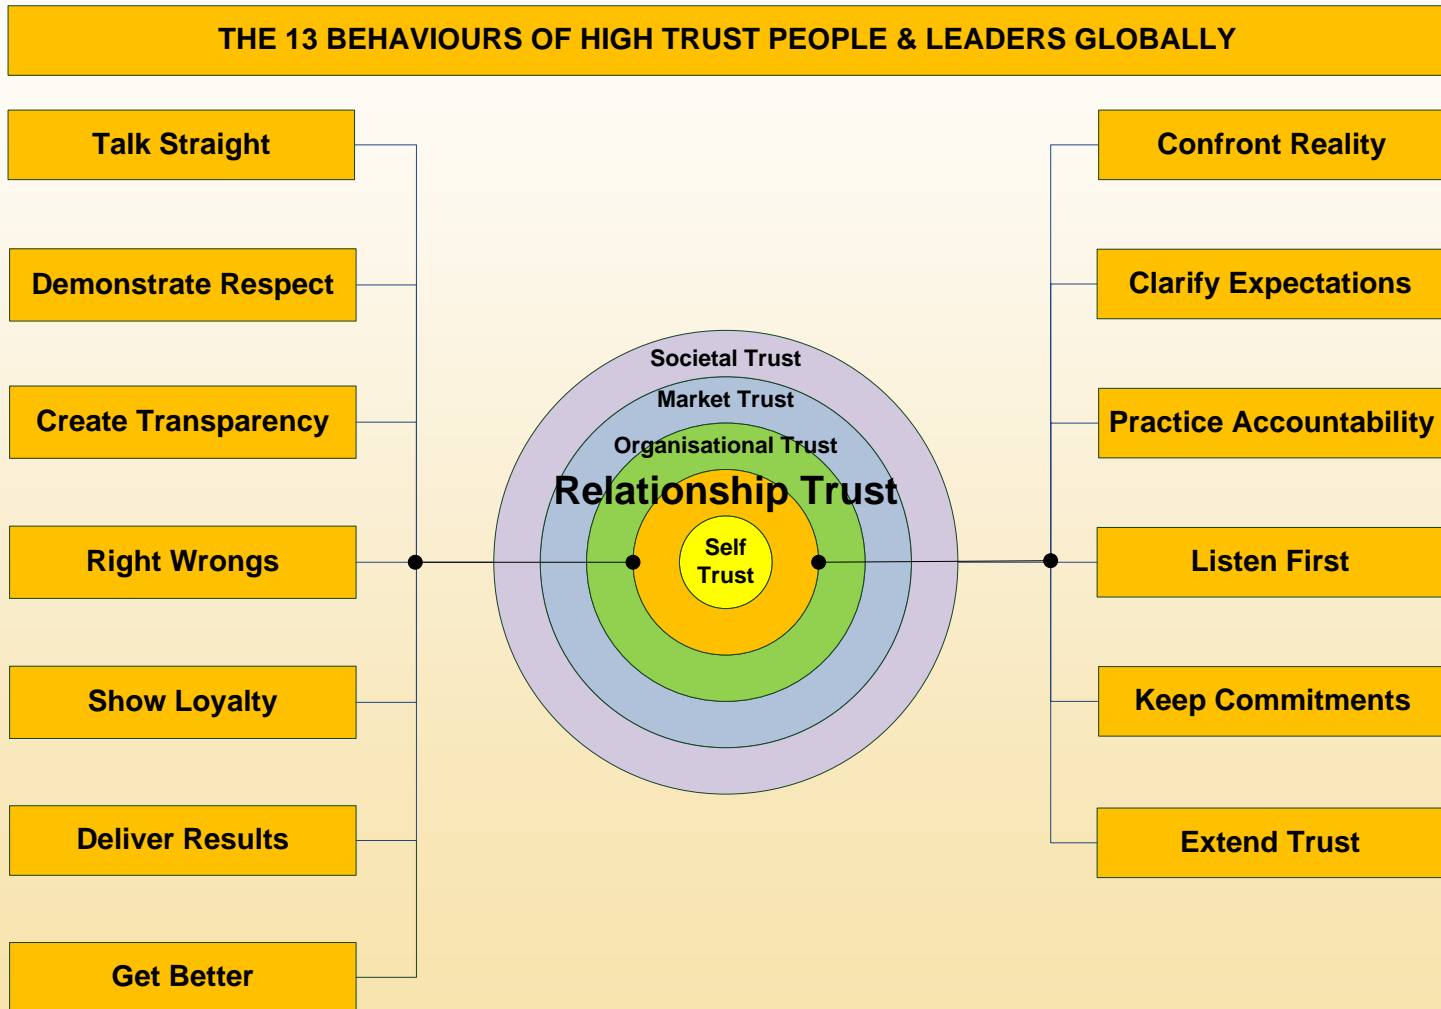 THE 13 BEHAVIOURS OF HIGH TRUST PEOPLE & LEADERS GLOBALLY
Talk Straight
Demonstrate Respect
Create Transparency
Right Wrongs
Show Loyalty
Deliver Results
Get Better
Societal Trust
Market Trust
Organisational Trust
Relationship Trust
Self
Trust
Confront Reality
Clarify Expectations
Practice Accountability
Listen First
Keep Commitments
Extend Trust